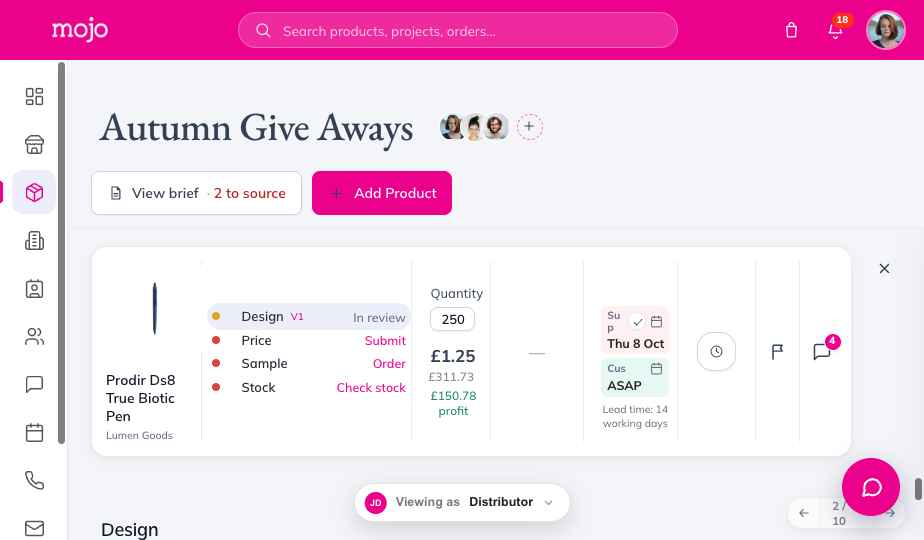 mojo
Search products, projects, orders...
18
Autumn Give Aways
View brief · 2 to source
Add Product
Prodir Ds8
True Biotic
Pen
Lumen Goods
Design V1 In review
Price Submit
Sample Order
Stock Check stock
Quantity
250
£1.25
£311.73
£150.78
profit
—
Su
p
Thu 8 Oct
Cus
ASAP
Lead time: 14
working days
4
JD Viewing as Distributor
2 /
10
Design